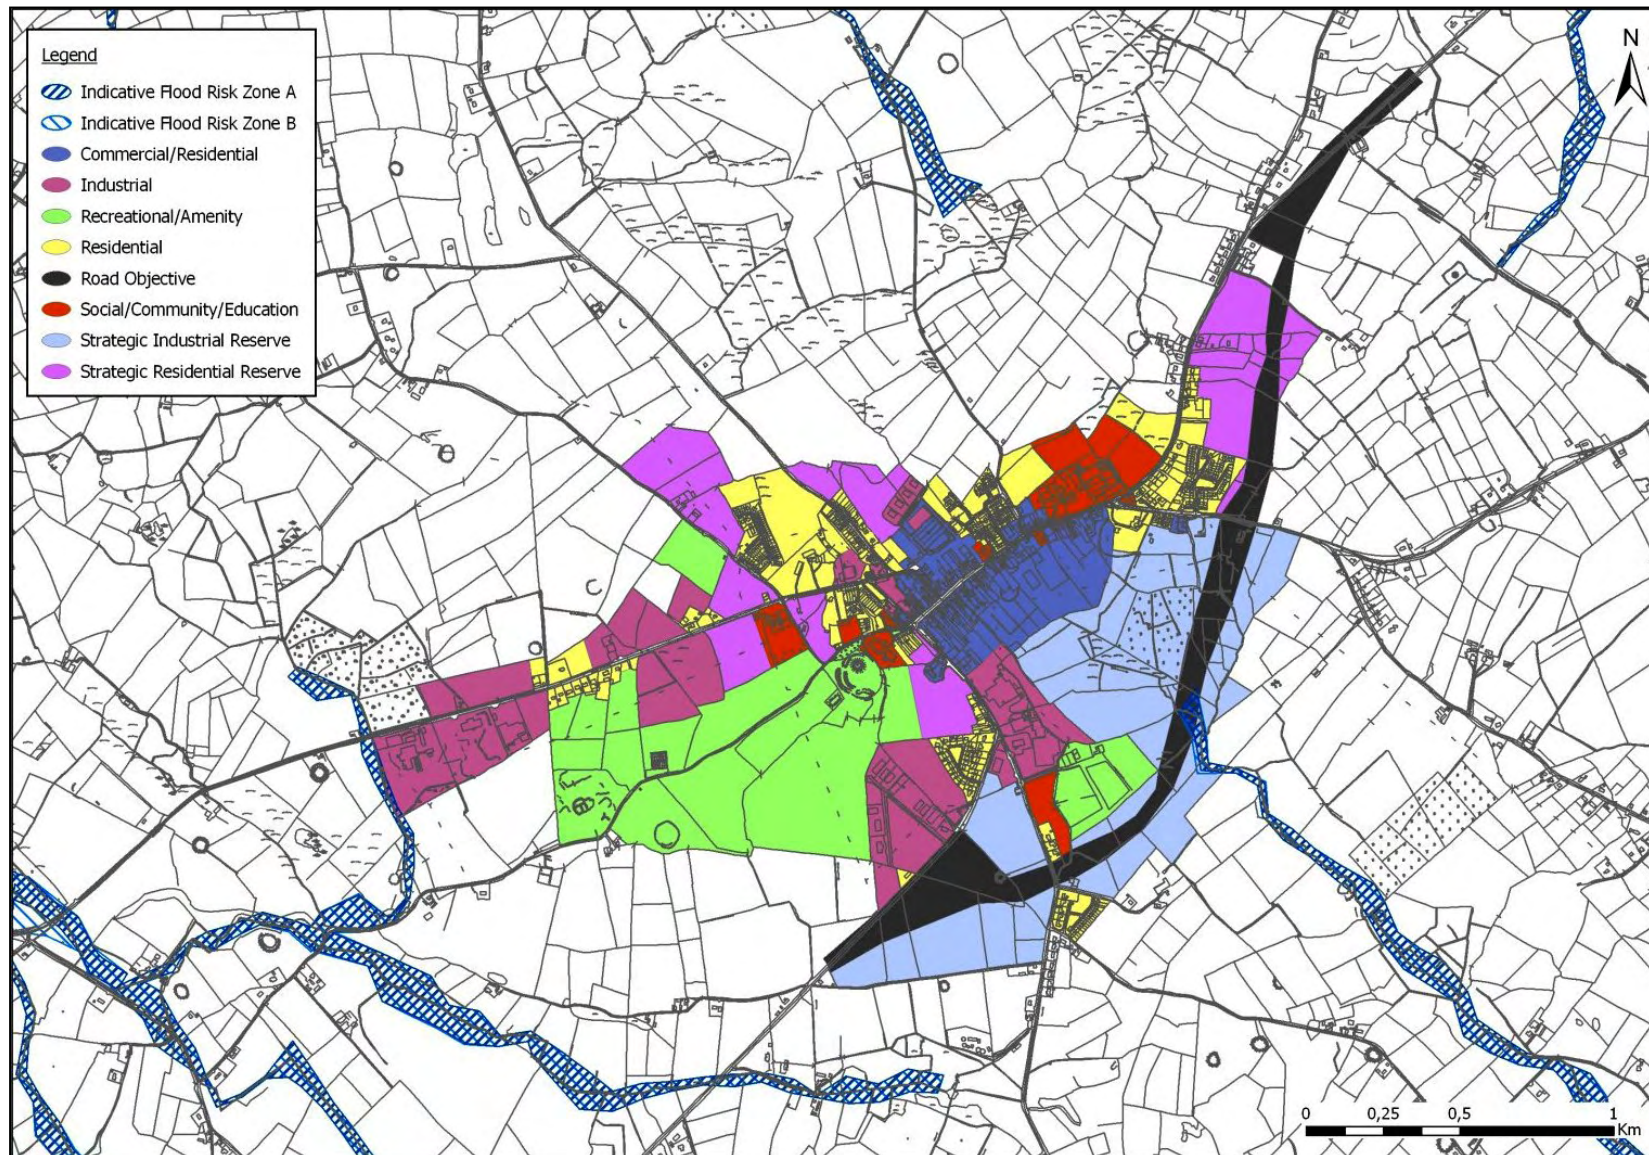 Legend
Indicative Flood Risk Zone A
Indicative Flood Risk Zone B
Commercial/Residential
Industrial
Recreational/Amenity
Residential
Road Objective
Social/Community/Education
Strategic Industrial Reserve
Strategic Residential Reserve
N
0 0,25 0,5 1
Km